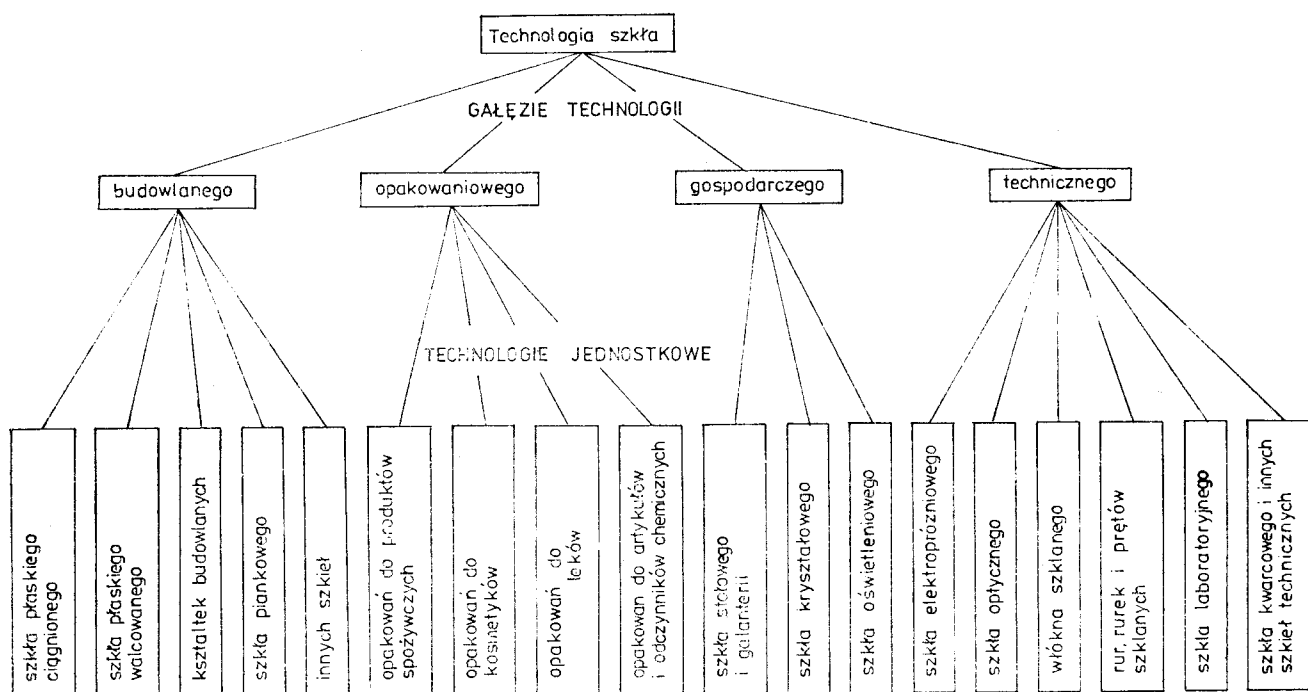 Technologia szkła
GAŁĘZIE TECHNOLOGII
budowlanego
opakowaniowego
gospodarczego
technicznego
TECHNOLOGIE JEDNOSTKOWE
szkła płaskiego
ciągnionego
szkła płaskiego
walcowanego
kształtek budowlanych
szkła piankowego
innych szkieł
opakowań do produktów
spożywczych
opakowań do
kosmetyków
opakowań do
leków
opakowan do artykułów
i odczynników chemicznych
szkła stołowego
i galanterii
szkła kryształowego
szkła oświetleniowego
szkła elektropróżniowego
szkła optycznego
włókna szklanego
rur, rurek i prętów
szklanych
szkła laboratoryjnego
szkła kwarcowego i innych
szkieł technicznych